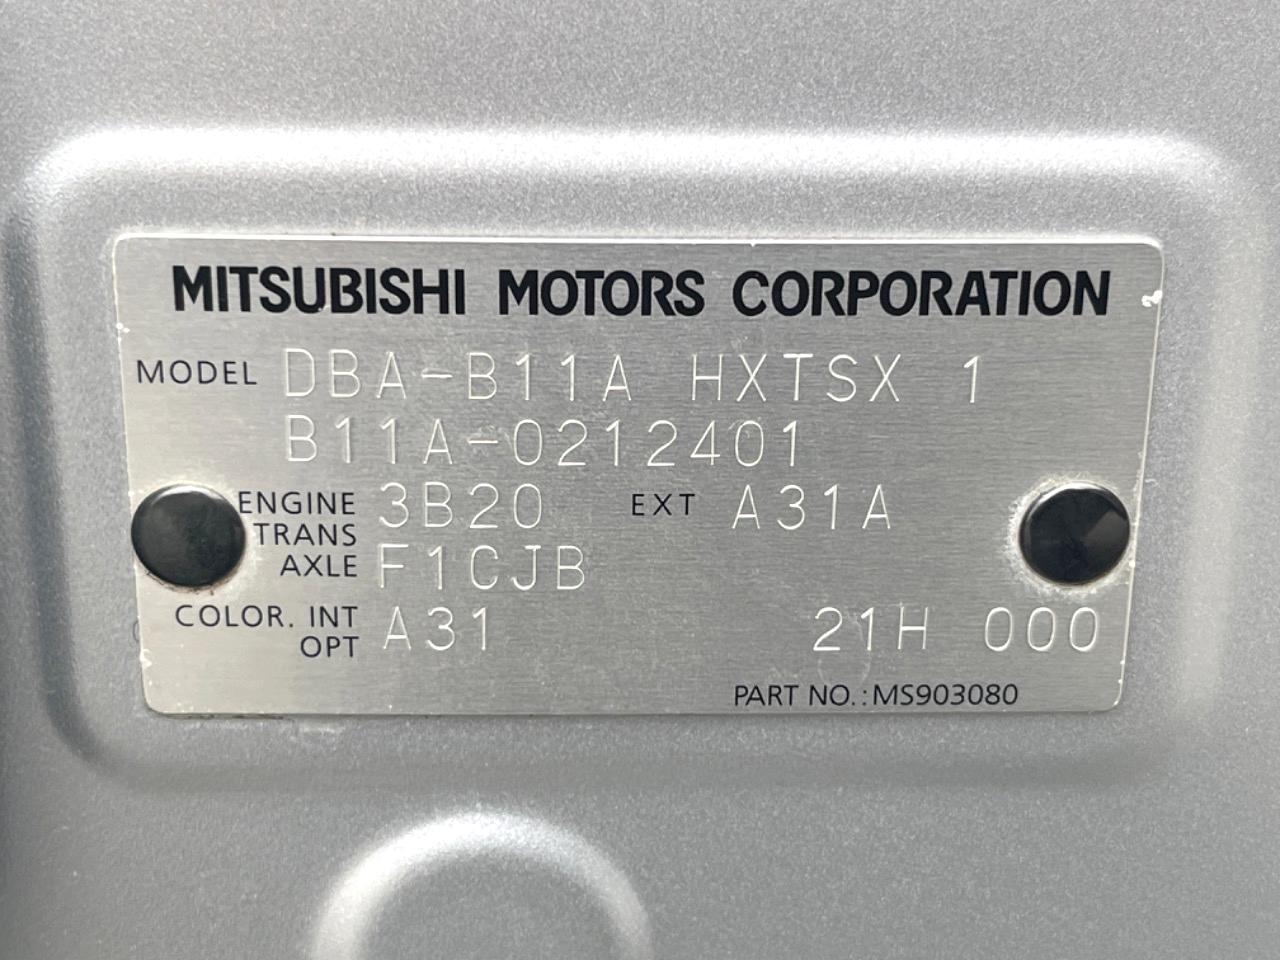 MITSUBISHI MOTORS CORPORATION
MODEL DBA-B11A HXTSX 1
B11A-0212401
ENGINE 3B20 EXT A31A
TRANS
AXLE F1CJB
COLOR. INT A31 21H 000
OPT
PART NO.: MS903080